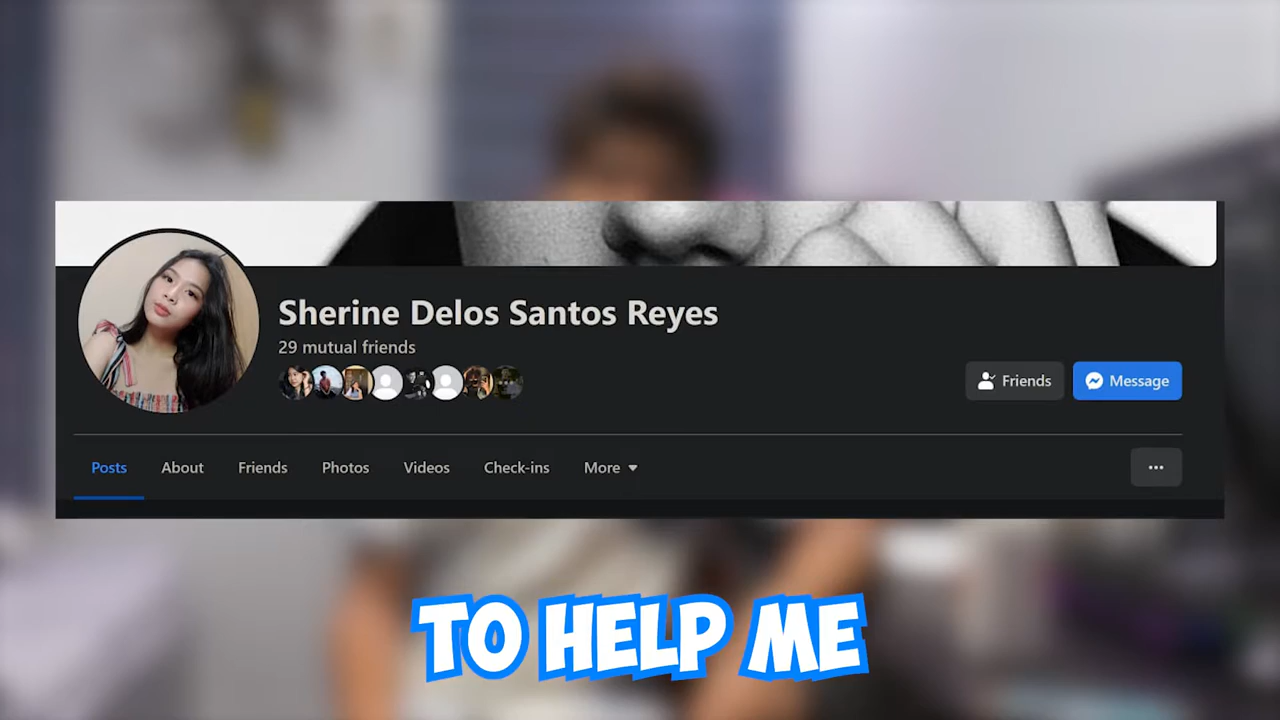 Sherine Delos Santos Reyes
29 mutual friends
Friends
Message
Posts
About
Friends
Photos
Videos
Check-ins
More
TO HELP ME